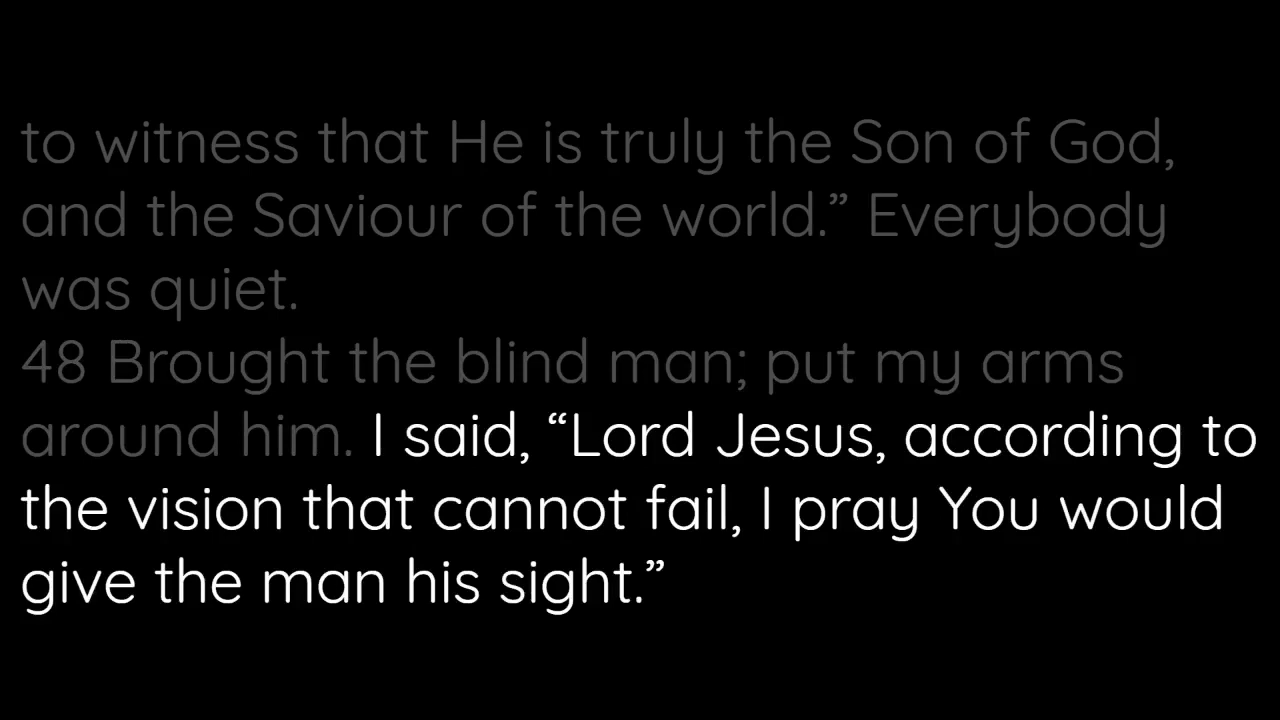 to witness that He is truly the Son of God,
and the Saviour of the world.” Everybody
was quiet.
48 Brought the blind man; put my arms
around him. I said, “Lord Jesus, according to
the vision that cannot fail, I pray You would
give the man his sight.”